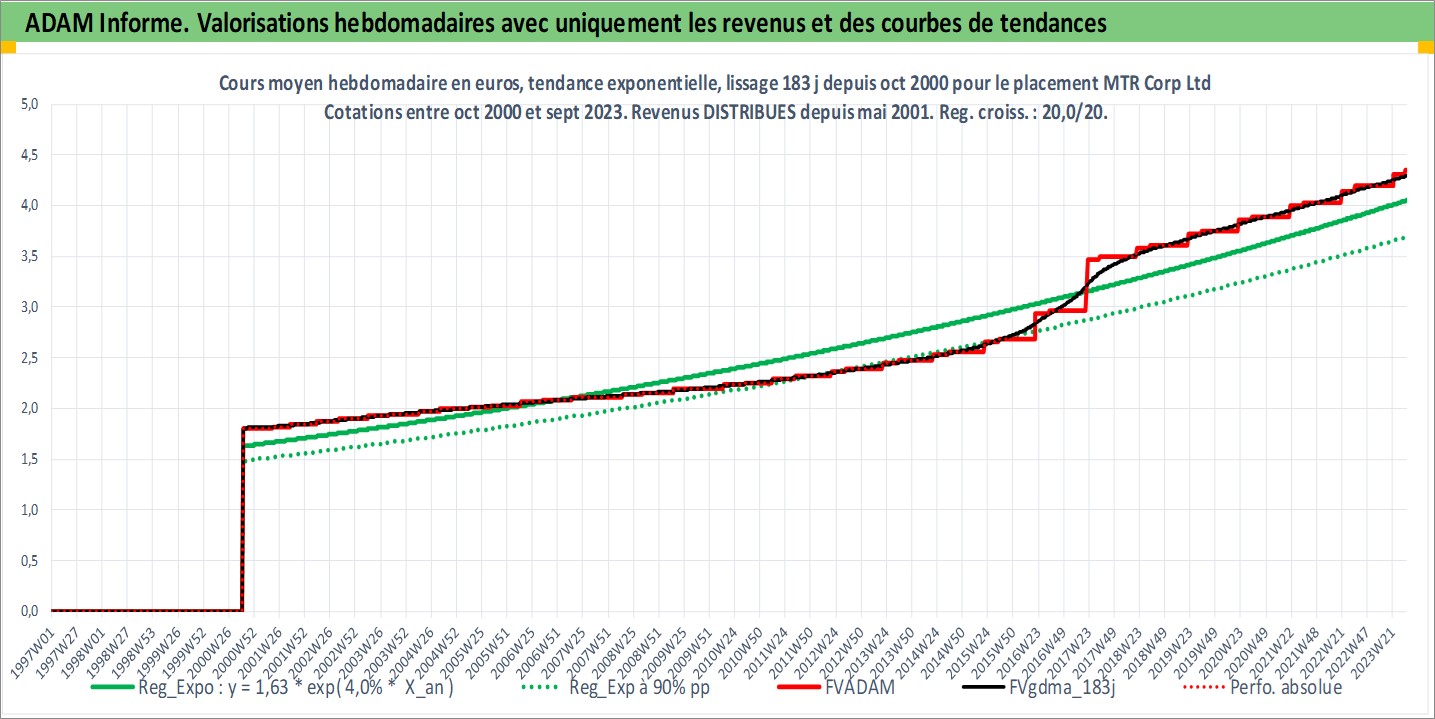 ADAM Informe. Valorisations hebdomadaires avec uniquement les revenus et des courbes de tendances
Cours moyen hebdomadaire en euros, tendance exponentielle, lissage 183 j depuis oct 2000 pour le placement MTR Corp Ltd
Cotations entre oct 2000 et sept 2023. Revenus DISTRIBUES depuis mai 2001. Reg. croiss. : 20,0/20.
5,0
4,5
4,0
3,5
3,0
2,5
2,0
1,5
1,0
0,5
0,0
1997W01
1997W27
1998W01
1998W27
1998W53
1999W26
1999W52
2000W26
2000W52
2001W26
2001W52
2002W26
2002W52
2003W26
2003W52
2004W26
2004W52
2005W25
2005W51
2006W25
2006W51
2007W25
2007W51
2008W25
2008W51
2009W25
2009W51
2010W24
2010W50
2011W24
2011W50
2012W24
2012W50
2013W24
2013W50
2014W24
2014W50
2015W24
2015W50
2016W23
2016W49
2017W23
2017W49
2018W23
2018W49
2019W23
2019W49
2020W23
2020W49
2021W22
2021W48
2022W21
2022W47
2023W21
Reg_Expo : y = 1,63 * exp( 4,0% * X_an )
Reg_Exp à 90% pp
FVADAM
FVgdma_183j
Perfo. absolue